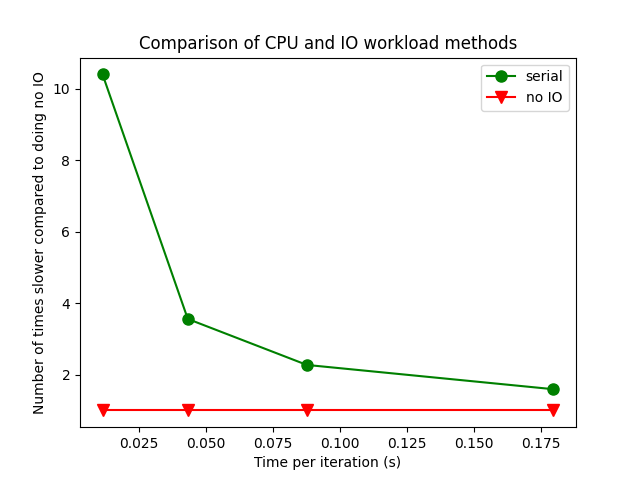 Comparison of CPU and IO workload methods
serial
no IO
Number of times slower compared to doing no IO
10
8
6
4
2
0.025 0.050 0.075 0.100 0.125 0.150 0.175
Time per iteration (s)